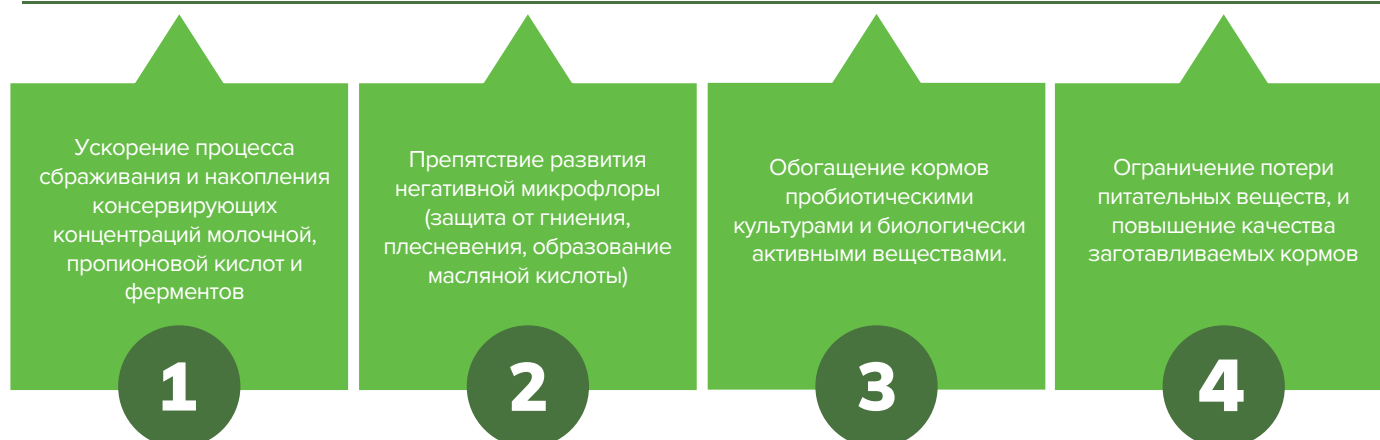 Ускорение процесса
сбраживания и накопления
консервирующих
концентраций молочной,
пропионовой кислот и
ферментов
1
Препятствие развития
негативной микрофлоры
(защита от гниения,
плесневения, образование
масляной кислоты)
2
Обогащение кормов
пробиотическими
культурами и биологически
активными веществами.
3
Ограничение потери
питательных веществ, и
повышение качества
заготавливаемых кормов
4